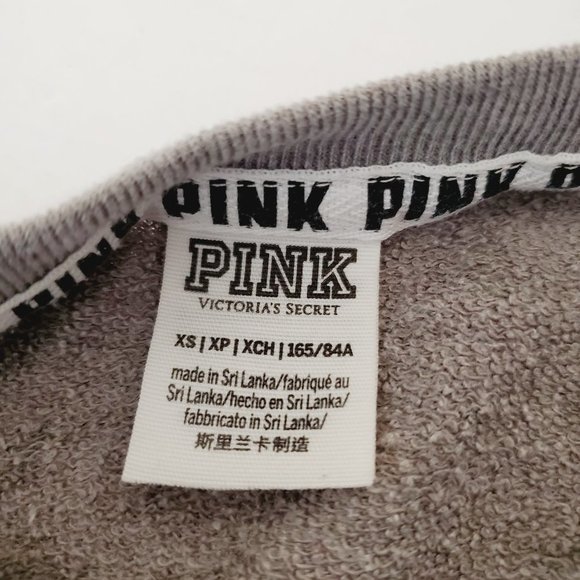 PINK PINK
PINK
VICTORIA'S SECRET
XS | XP | XCH | 165/84A
made in Sri Lanka/fabriqué au
Sri Lanka/hecho en Sri Lanka/
fabbricato in Sri Lanka/
斯里兰卡制造